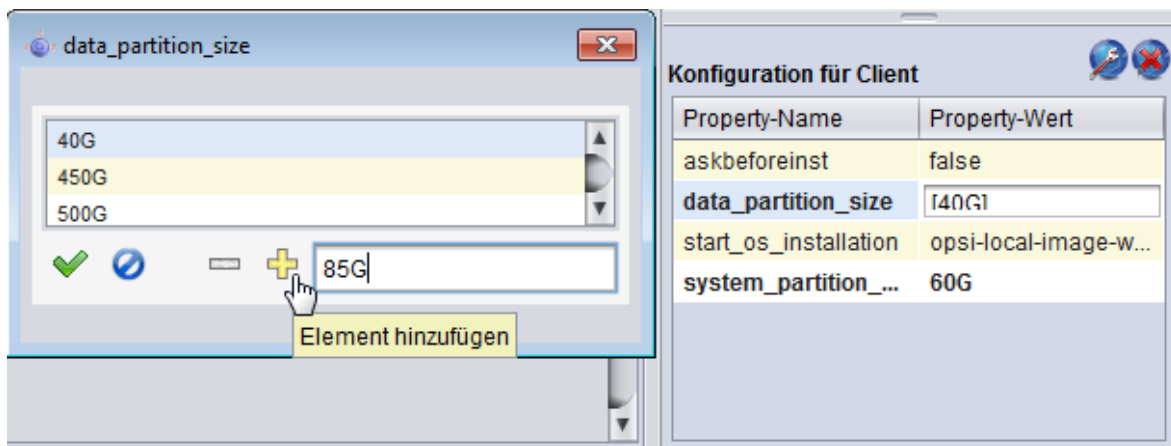 data_partition_size
40G
450G
500G
85G
Element hinzufügen
Konfiguration für Client
Property-Name Property-Wert
askbeforeinst false
data_partition_size [40G]
start_os_installation opsi-local-image-w...
system_partition_... 60G